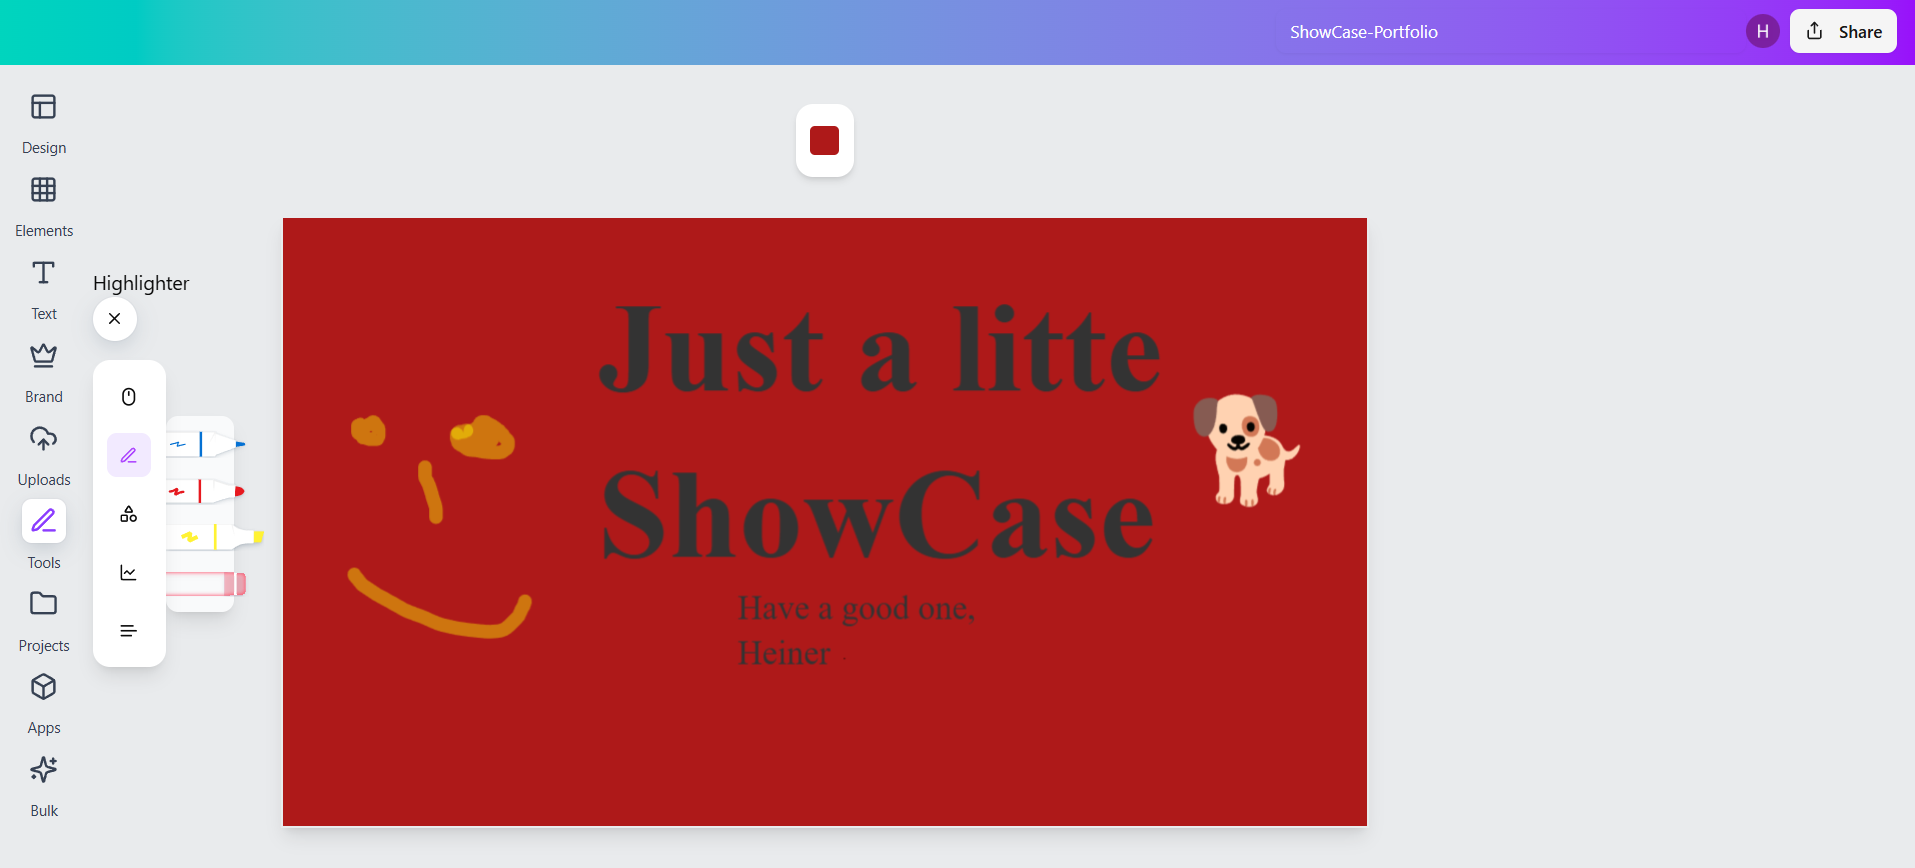 ShowCase-Portfolio
H
Share
Design
Elements
Text
Brand
Uploads
Tools
Projects
Apps
Bulk
Highlighter
Just a litte
ShowCase
Have a good one,
Heiner